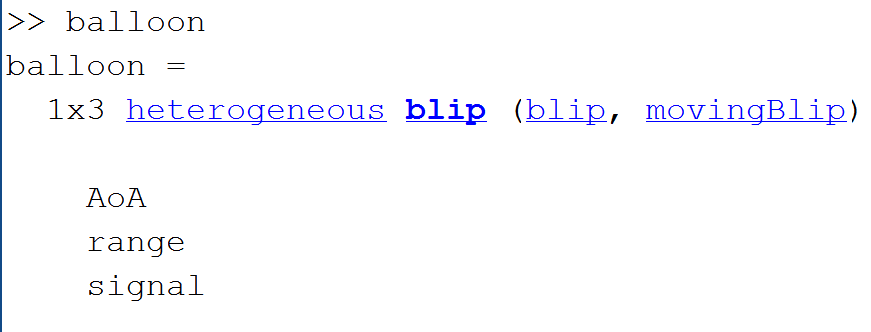 >> balloon
balloon =
1x3 heterogeneous blip (blip, movingBlip)
AoA
range
signal